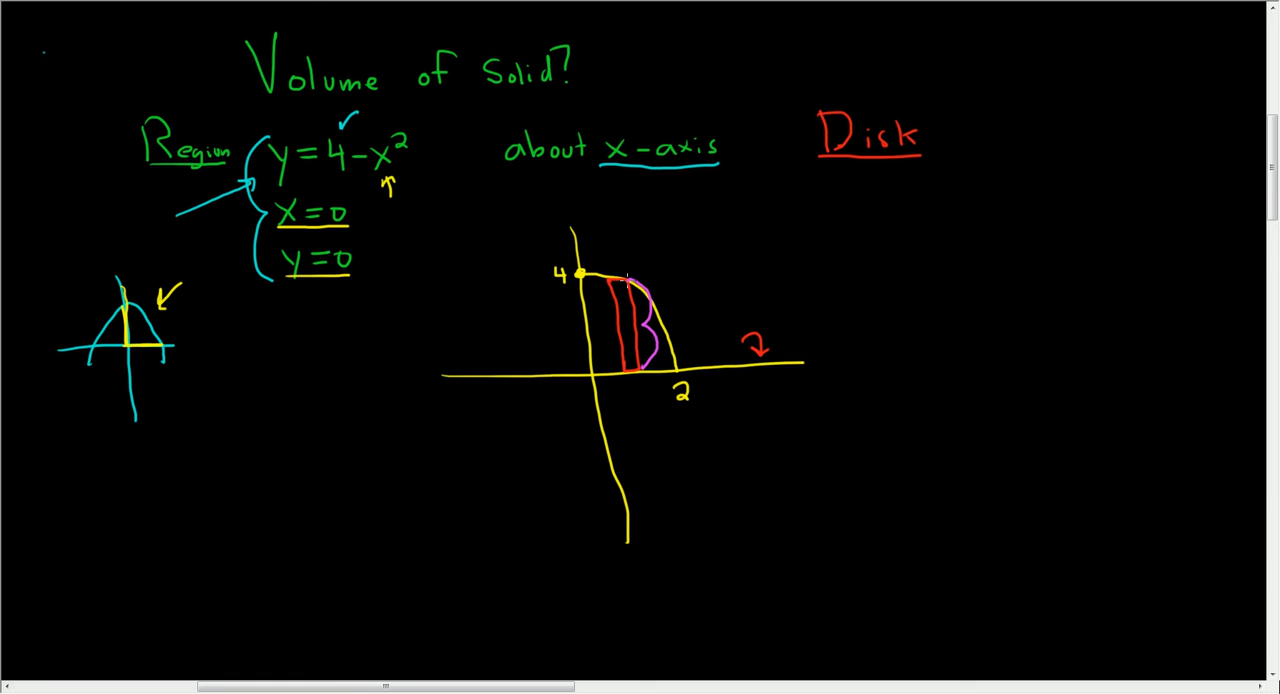 Volume of Solid?
Region y = 4 - x² about x-axis Disk
x = 0
y = 0
4
2